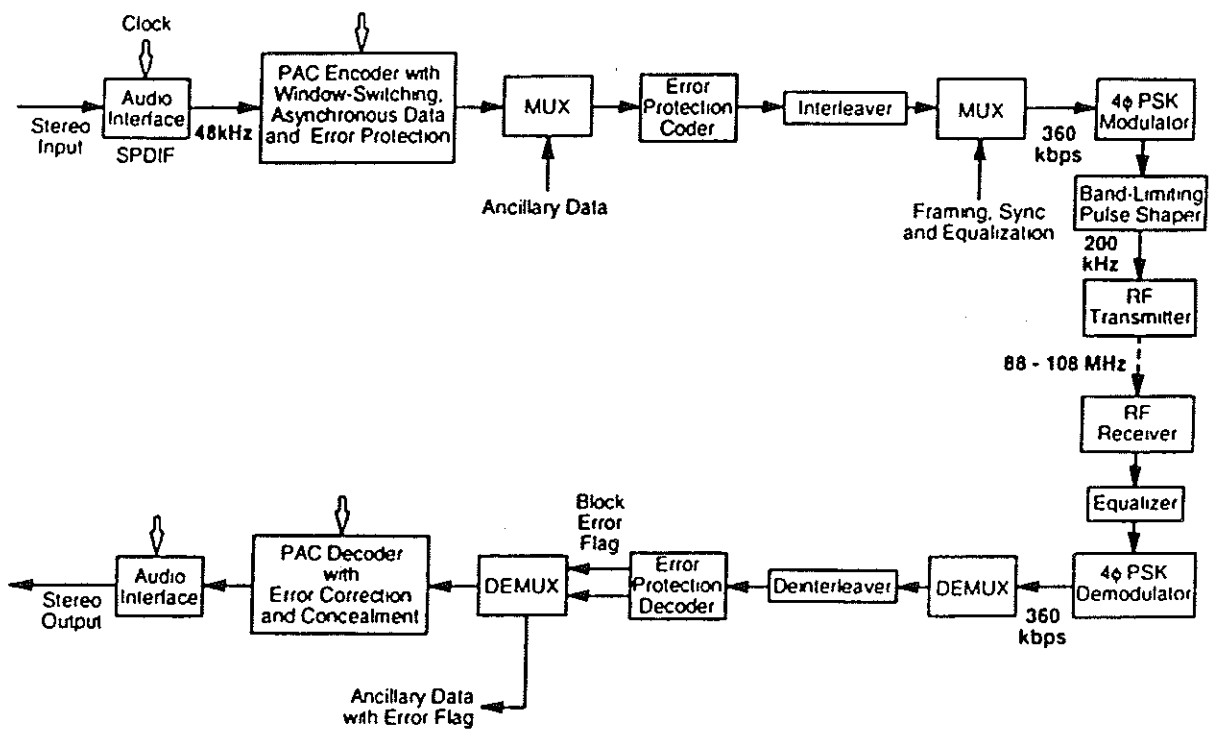 Clock
Stereo
Input
Audio
Interface
SPDIF
48kHz
PAC Encoder with
Window-Switching,
Asynchronous Data
and Error Protection
MUX
Ancillary Data
Error
Protection
Coder
Interleaver
MUX
Framing, Sync
and Equalization
360
kbps
4ϕ PSK
Modulator
Band-Limiting
Pulse Shaper
200
kHz
RF
Transmitter
88 - 108 MHz
RF
Receiver
Equalizer
4ϕ PSK
Demodulator
360
kbps
DEMUX
Deinterleaver
Error
Protection
Decoder
Block
Error
Flag
DEMUX
Ancillary Data
with Error Flag
PAC Decoder
with
Error Correction
and Concealment
Audio
Interface
Stereo
Output